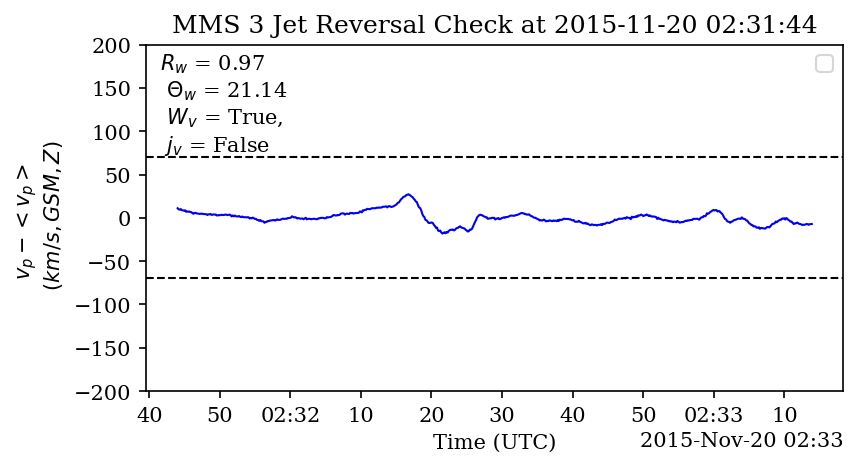 MMS 3 Jet Reversal Check at 2015-11-20 02:31:44
200
150
100
50
0
−50
−100
−150
−200
v_p − < v_p >
(km/s, GSM, Z)
R_w = 0.97
Θ_w = 21.14
W_v = True,
j_v = False
40 50 02:32 10 20 30 40 50 02:33 10
Time (UTC)
2015-Nov-20 02:33